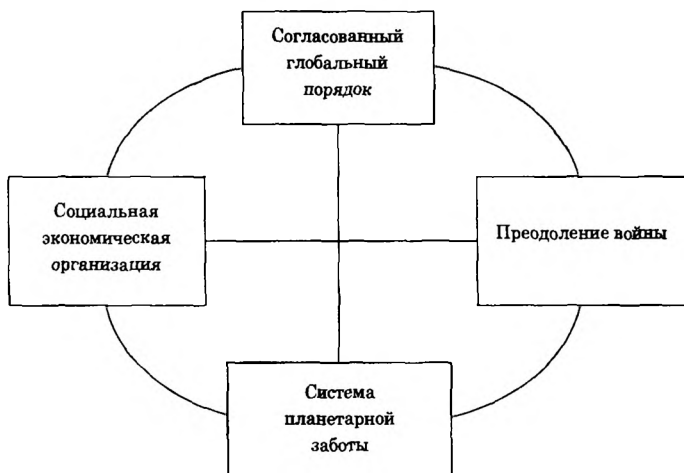 Согласованный
глобальный
порядок
Социальная
экономическая
организация
Преодоление войны
Система
планетарной
заботы